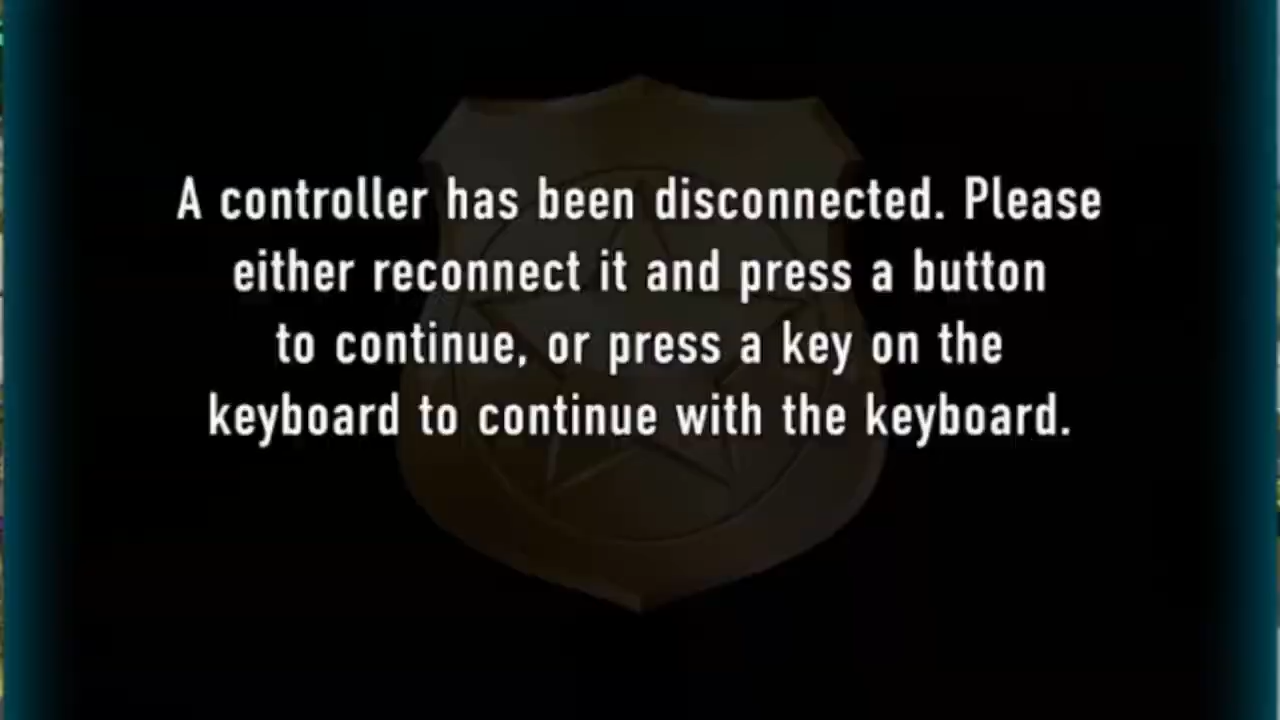 A controller has been disconnected. Please
either reconnect it and press a button
to continue, or press a key on the
keyboard to continue with the keyboard.